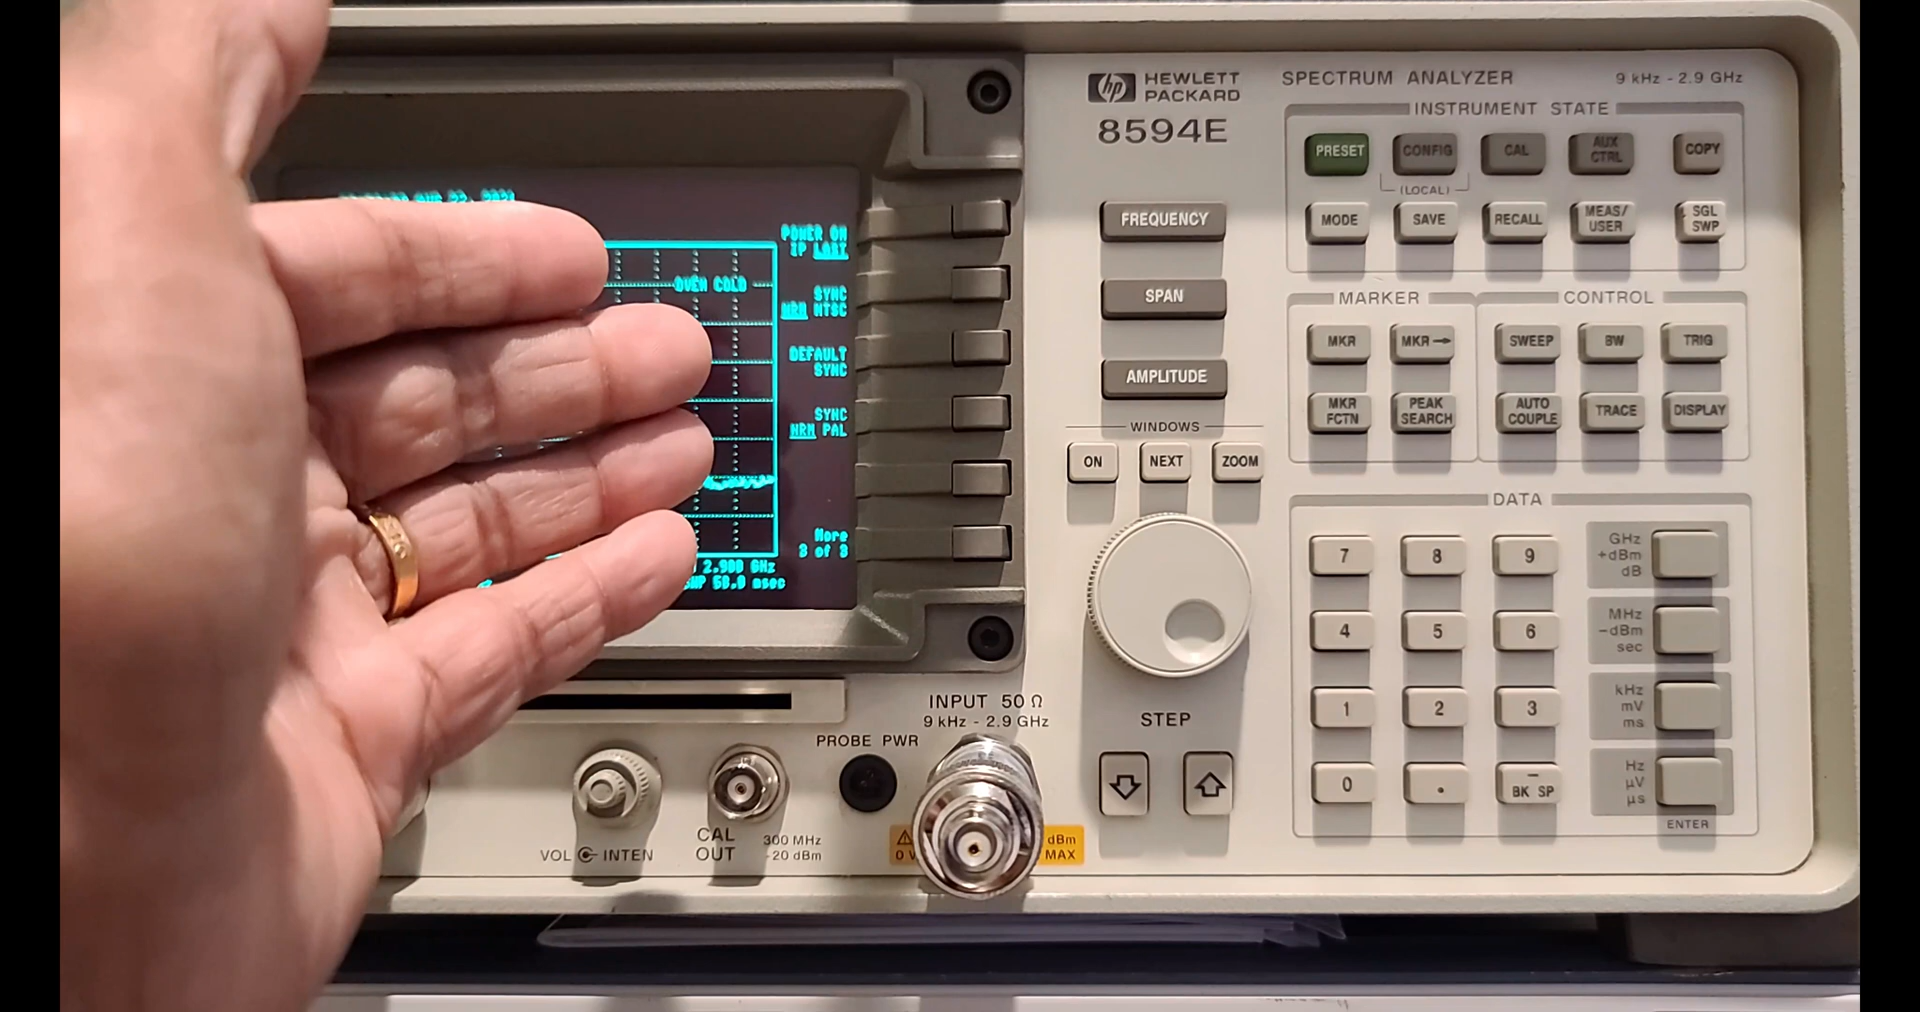 HEWLETT
PACKARD
hp
8594E
SPECTRUM ANALYZER
9 kHz - 2.9 GHz
INSTRUMENT STATE
PRESET
CONFIG
CAL
AUX
CTRL
COPY
(LOCAL)
MODE
SAVE
RECALL
MEAS/
USER
SGL
SWP
FREQUENCY
SPAN
AMPLITUDE
MARKER
CONTROL
MKR
MKR→
SWEEP
BW
TRIG
MKR
FCTN
PEAK
SEARCH
AUTO
COUPLE
TRACE
DISPLAY
WINDOWS
ON
NEXT
ZOOM
DATA
7
8
9
GHz
+dBm
dB
4
5
6
MHz
-dBm
sec
1
2
3
kHz
mV
ms
0
.
-
BK SP
Hz
µV
µs
ENTER
STEP
22, 202
OVEN COLD
POWER ON
IP LAST
SYNC
NRM NTSC
DEFAULT
SYNC
SYNC
NRM PAL
More
3 of 3
2.900 GHz
50.0 msec
INPUT 50 Ω
9 kHz - 2.9 GHz
PROBE PWR
VOL INTEN
CAL
OUT
300 MHz
-20 dBm
0 V
dBm
MAX